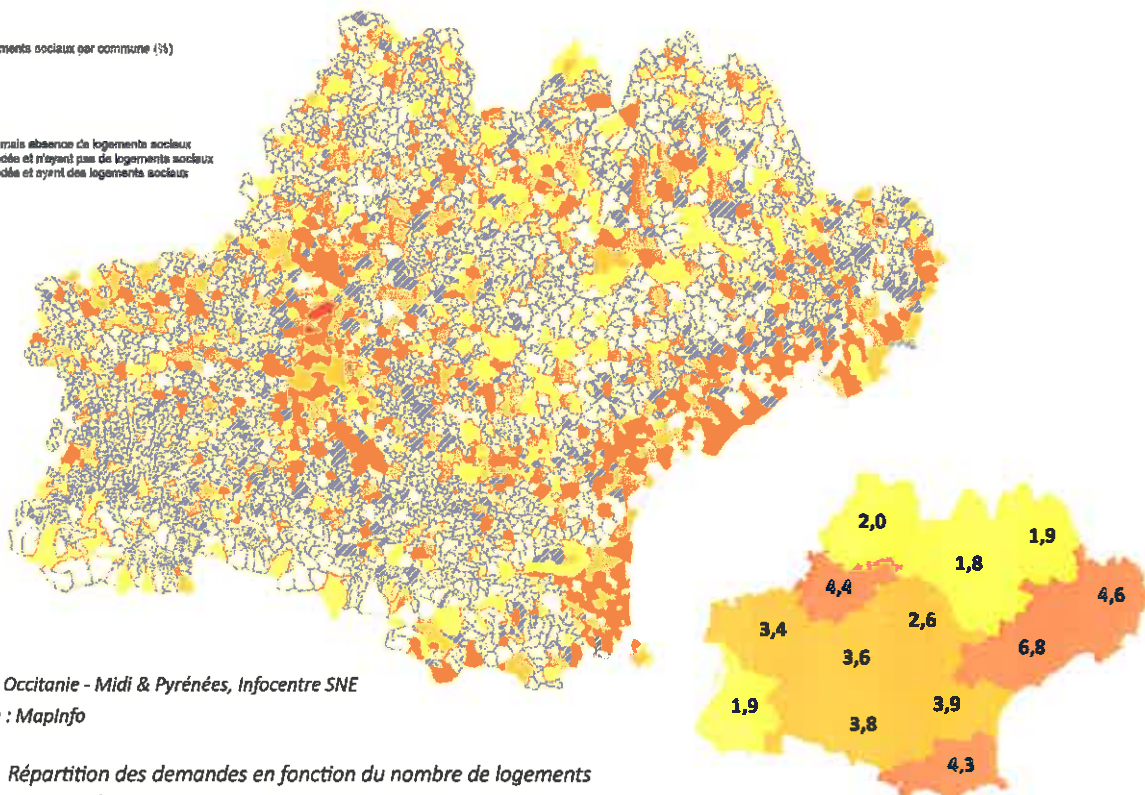 ments sociaux par commune (%)
mais absence de logements sociaux
dée et n'ayant pas de logements sociaux
dée et ayant des logements sociaux
2,0
1,9
1,8
4,4
4,6
2,6
3,4
6,8
3,6
1,9
3,9
3,8
4,3
Occitanie - Midi & Pyrénées, Infocentre SNE
: MapInfo
Répartition des demandes en fonction du nombre de logements